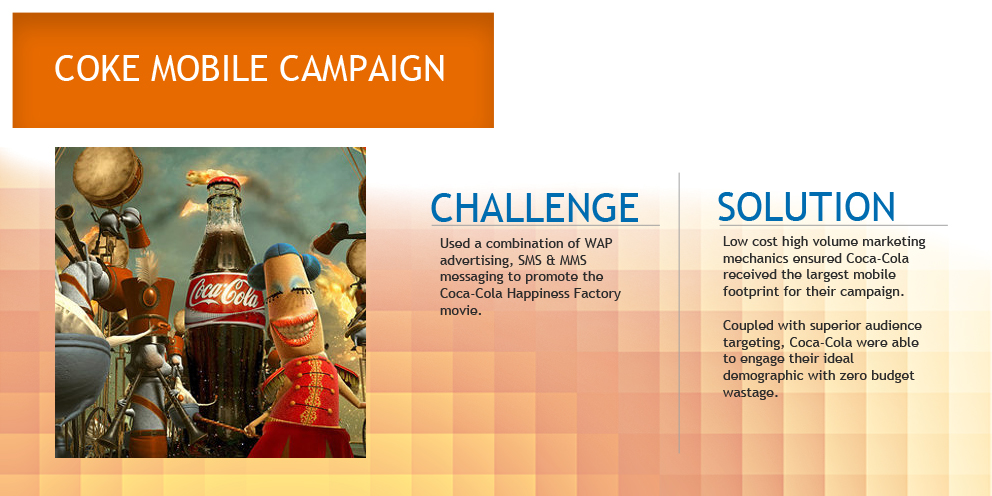 COKE MOBILE CAMPAIGN
Coca-Cola
CHALLENGE
Used a combination of WAP
advertising, SMS & MMS
messaging to promote the
Coca-Cola Happiness Factory
movie.
SOLUTION
Low cost high volume marketing
mechanics ensured Coca-Cola
received the largest mobile
footprint for their campaign.
Coupled with superior audience
targeting, Coca-Cola were able
to engage their ideal
demographic with zero budget
wastage.